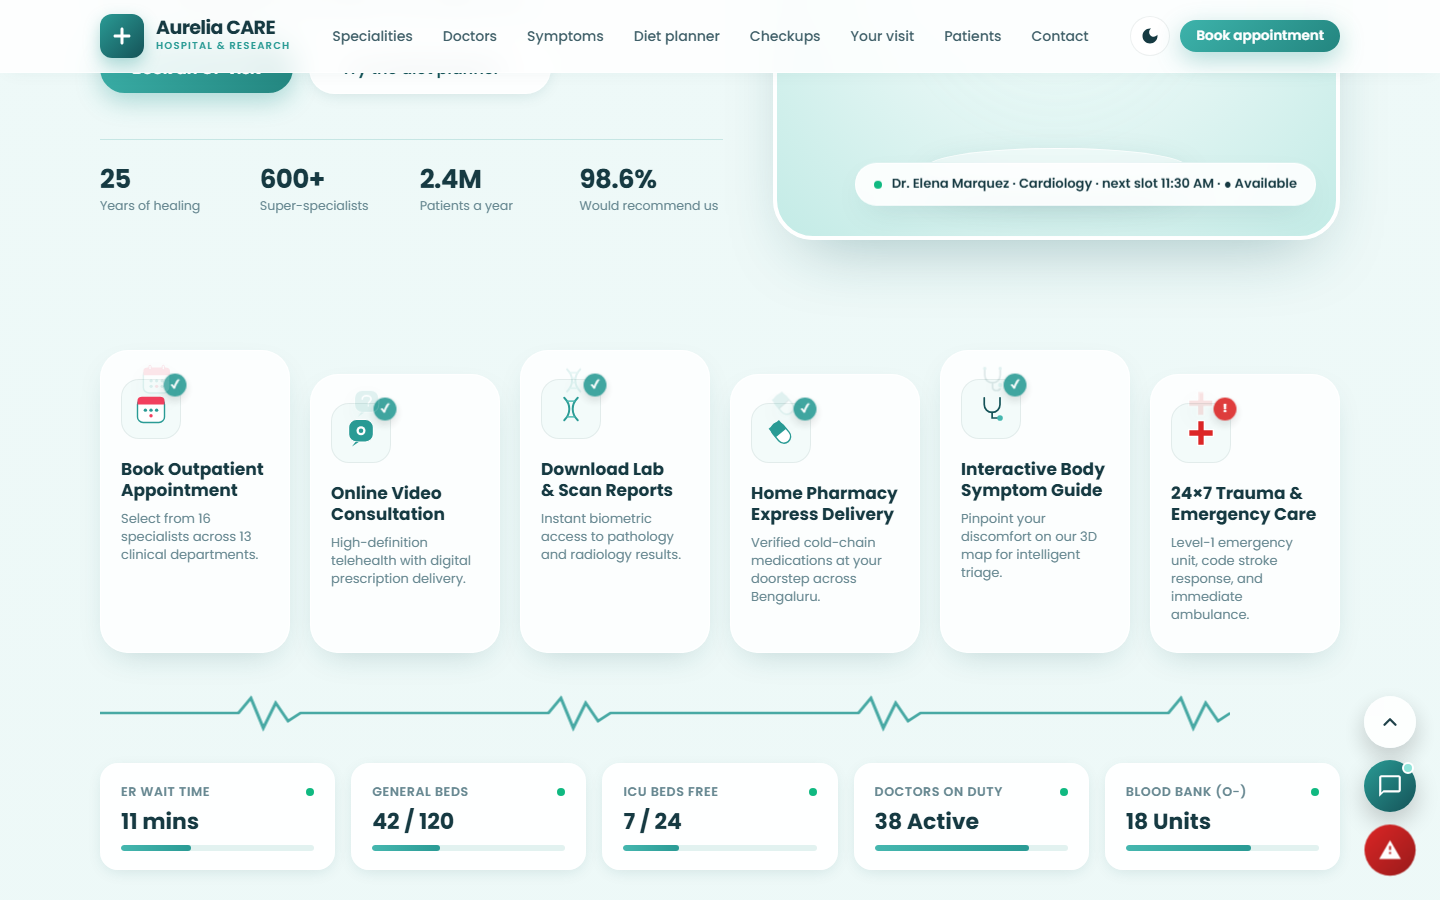 Aurelia CARE
HOSPITAL & RESEARCH
Specialities
Doctors
Symptoms
Diet planner
Checkups
Your visit
Patients
Contact
Book appointment
25
Years of healing
600+
Super-specialists
2.4M
Patients a year
98.6%
Would recommend us
Dr. Elena Marquez · Cardiology · next slot 11:30 AM · ● Available
Book Outpatient
Appointment
Select from 16
specialists across 13
clinical departments.
Online Video
Consultation
High-definition
telehealth with digital
prescription delivery.
Download Lab
& Scan Reports
Instant biometric
access to pathology
and radiology results.
Home Pharmacy
Express Delivery
Verified cold-chain
medications at your
doorstep across
Bengaluru.
Interactive Body
Symptom Guide
Pinpoint your
discomfort on our 3D
map for intelligent
triage.
24×7 Trauma &
Emergency Care
Level-1 emergency
unit, code stroke
response, and
immediate
ambulance.
ER WAIT TIME
11 mins
GENERAL BEDS
42 / 120
ICU BEDS FREE
7 / 24
DOCTORS ON DUTY
38 Active
BLOOD BANK (O-)
18 Units